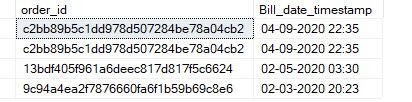 order_id Bill_date_timestamp
c2bb89b5c1dd978d507284be78a04cb2 04-09-2020 22:35
c2bb89b5c1dd978d507284be78a04cb2 04-09-2020 22:35
13bdf405f961a6deec817d817f5c6624 02-05-2020 03:30
9c94a4ea2f7876660fa6f1b59b69c8e6 02-03-2020 20:23